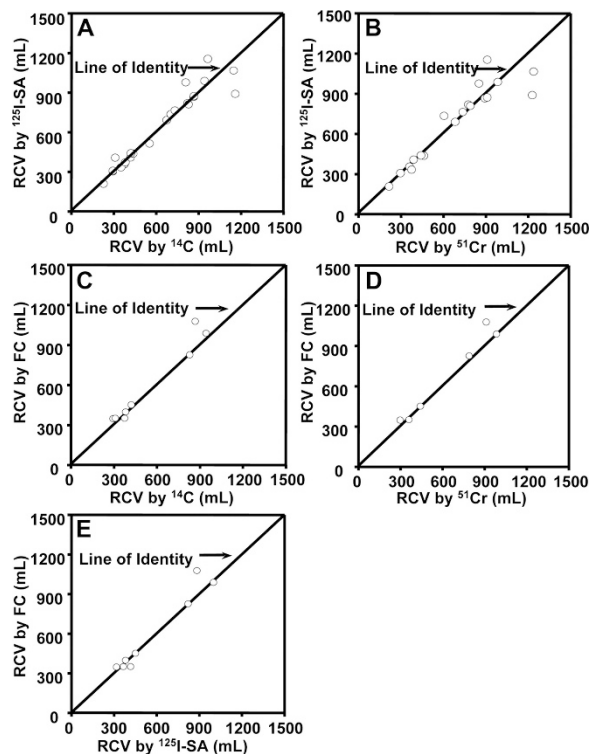 A
Line of Identity
RCV by ¹²⁵I-SA (mL)
1500
1200
900
600
300
0
0 300 600 900 1200 1500
RCV by ¹⁴C (mL)
B
Line of Identity
RCV by ¹²⁵I-SA (mL)
1500
1200
900
600
300
0
0 300 600 900 1200 1500
RCV by ⁵¹Cr (mL)
C
Line of Identity
RCV by FC (mL)
1500
1200
900
600
300
0
0 300 600 900 1200 1500
RCV by ¹⁴C (mL)
D
Line of Identity
RCV by FC (mL)
1500
1200
900
600
300
0
0 300 600 900 1200 1500
RCV by ⁵¹Cr (mL)
E
Line of Identity
RCV by FC (mL)
1500
1200
900
600
300
0
0 300 600 900 1200 1500
RCV by ¹²⁵I-SA (mL)